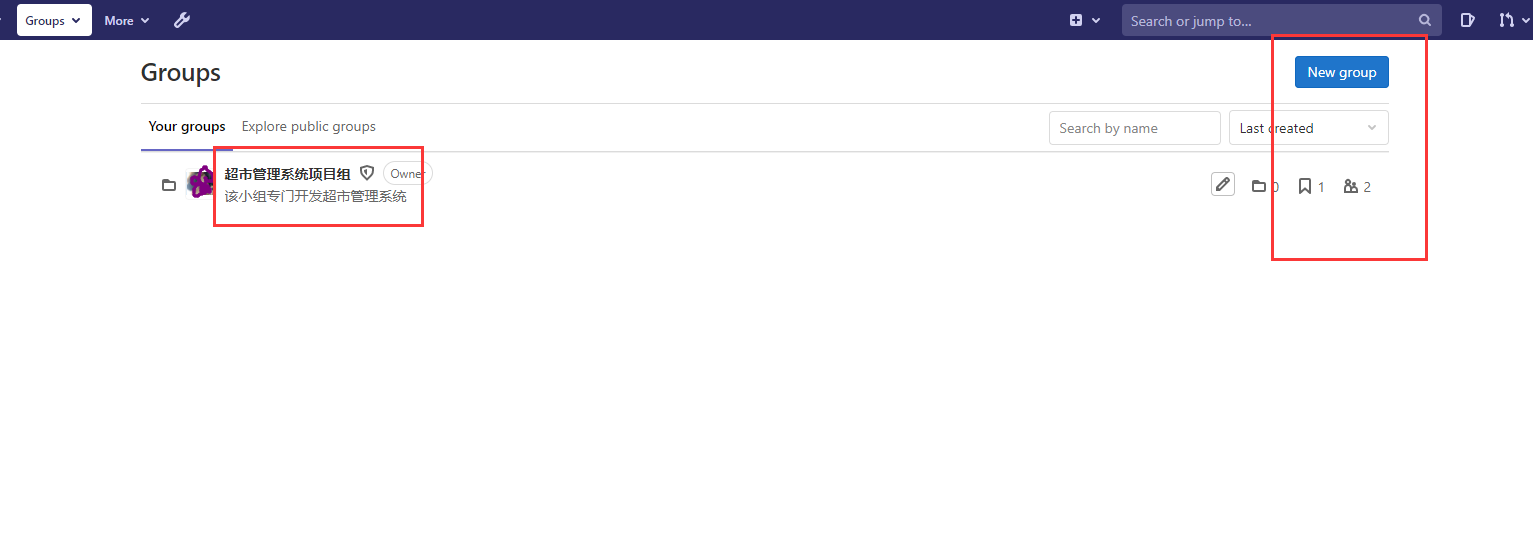 Groups More Search or jump to...
Groups
New group
Your groups Explore public groups Search by name Last created
超市管理系统项目组 Owner
该小组专门开发超市管理系统
0 1 2